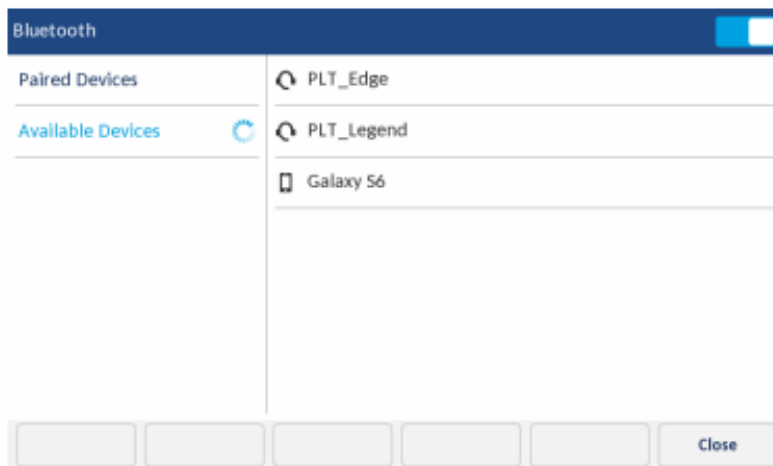 Bluetooth
Paired Devices
Available Devices
PLT_Edge
PLT_Legend
Galaxy S6
Close